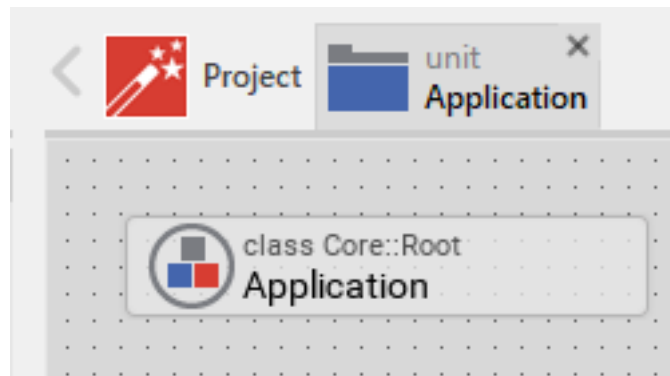 Project
unit
Application
class Core::Root
Application